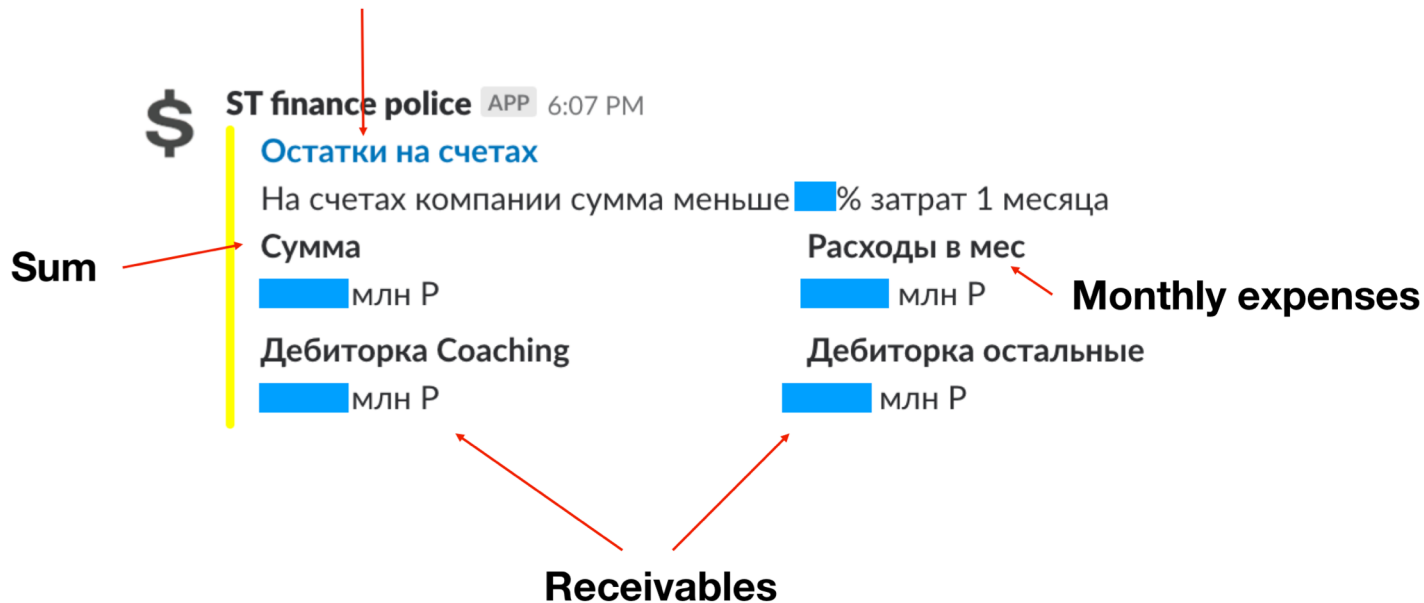 ST finance police APP 6:07 PM
Остатки на счетах
На счетах компании сумма меньше % затрат 1 месяца
Сумма Расходы в мес
Sum
млн Р млн Р
Monthly expenses
Дебиторка Coaching Дебиторка остальные
млн Р млн Р
Receivables